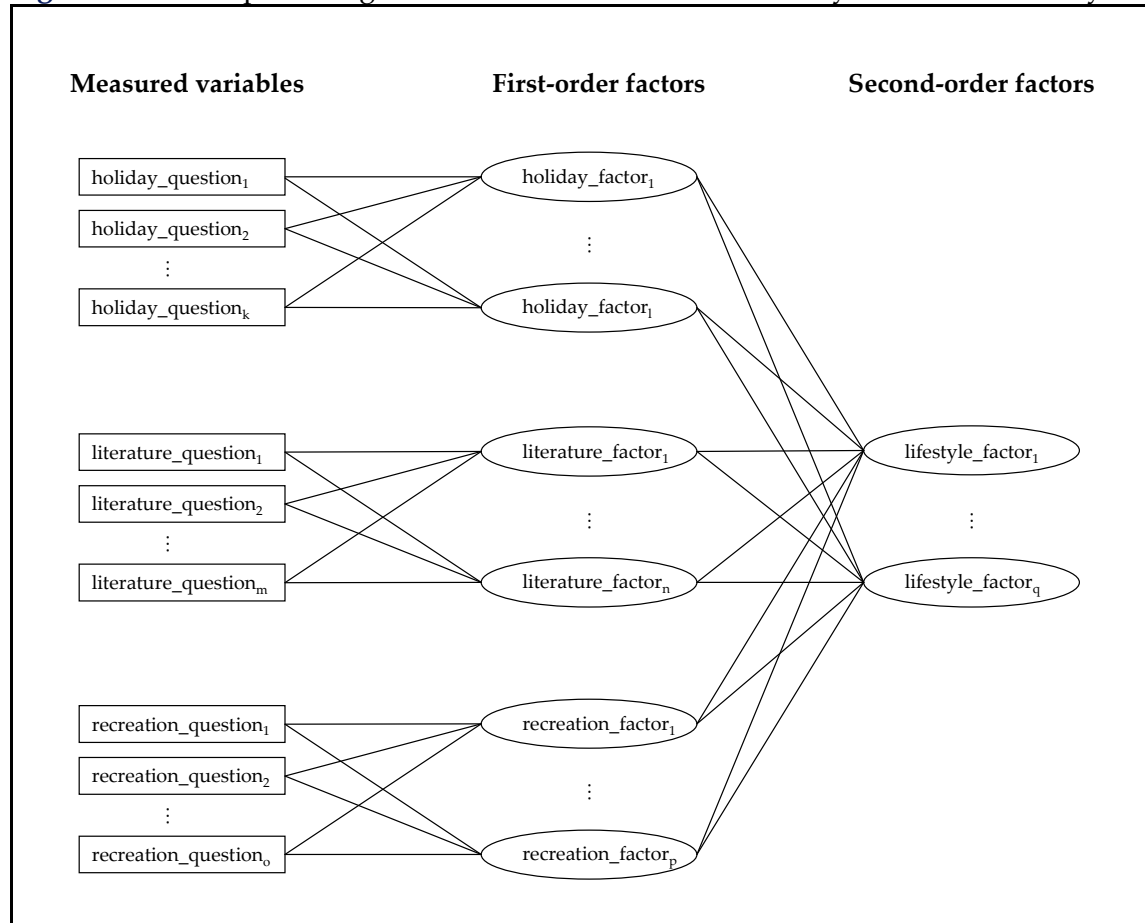 Measured variables First-order factors Second-order factors
holiday_question1 holiday_factor1
holiday_question2
⋮ ⋮
holiday_questionk holiday_factorl
literature_question1 literature_factor1 lifestyle_factor1
literature_question2
⋮ ⋮ ⋮
literature_questionm literature_factorn lifestyle_factorq
recreation_question1 recreation_factor1
recreation_question2
⋮ ⋮
recreation_questiono recreation_factorp